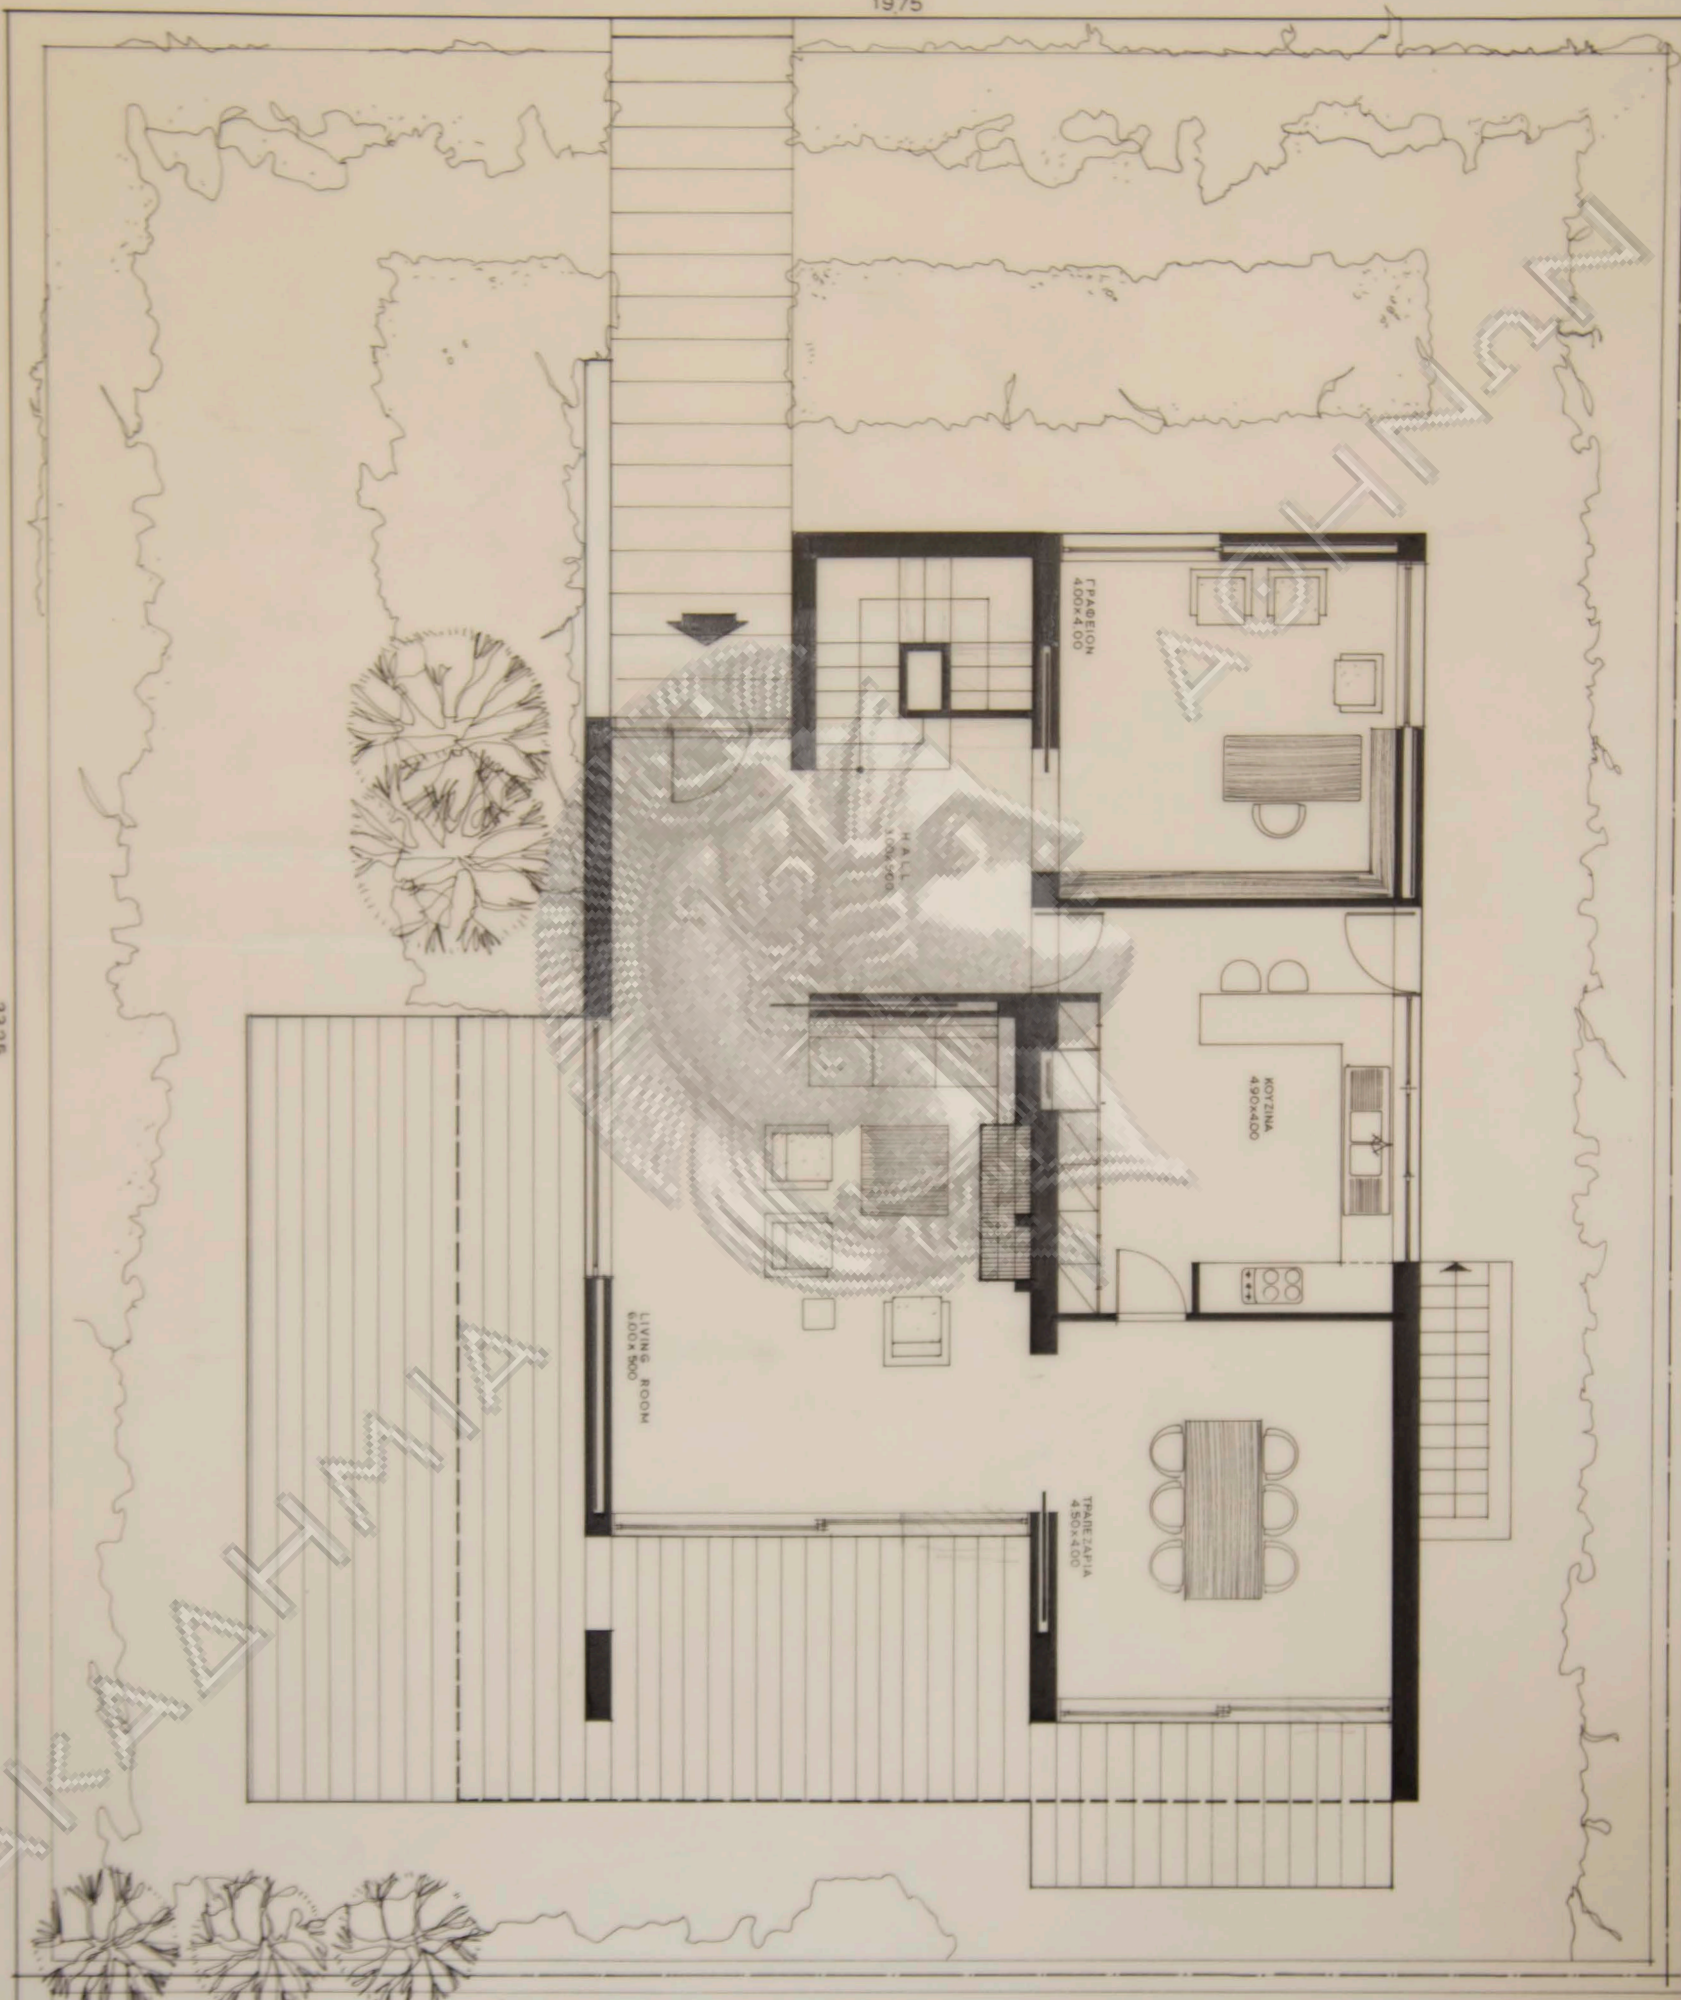 1975
ΓΡΑΦΕΙΟΝ
4.00x4.00
HALL
ΚΟΥΖΙΝΑ
4.90x4.00
LIVING ROOM
6.00x5.00
ΤΡΑΠΕΖΑΡΙΑ
4.50x4.00
ΑΚΑΔΗΜΙΑ ΑΘΗΝΩΝ